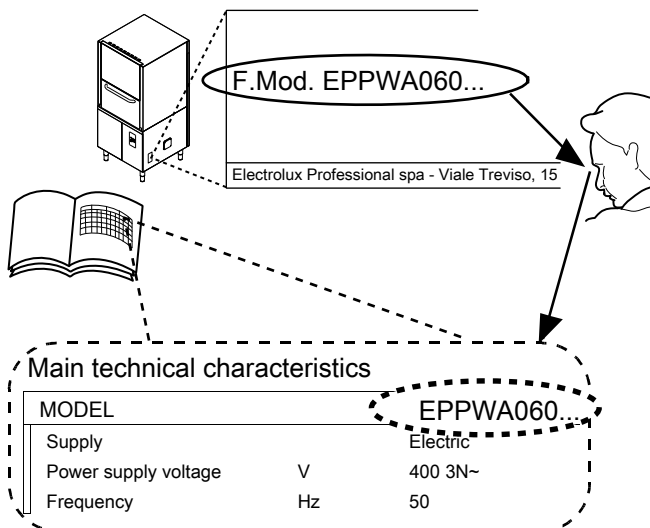 F.Mod. EPPWA060...
Electrolux Professional spa - Viale Treviso, 15
Main technical characteristics
MODEL EPPWA060...
Supply Electric
Power supply voltage V 400 3N~
Frequency Hz 50